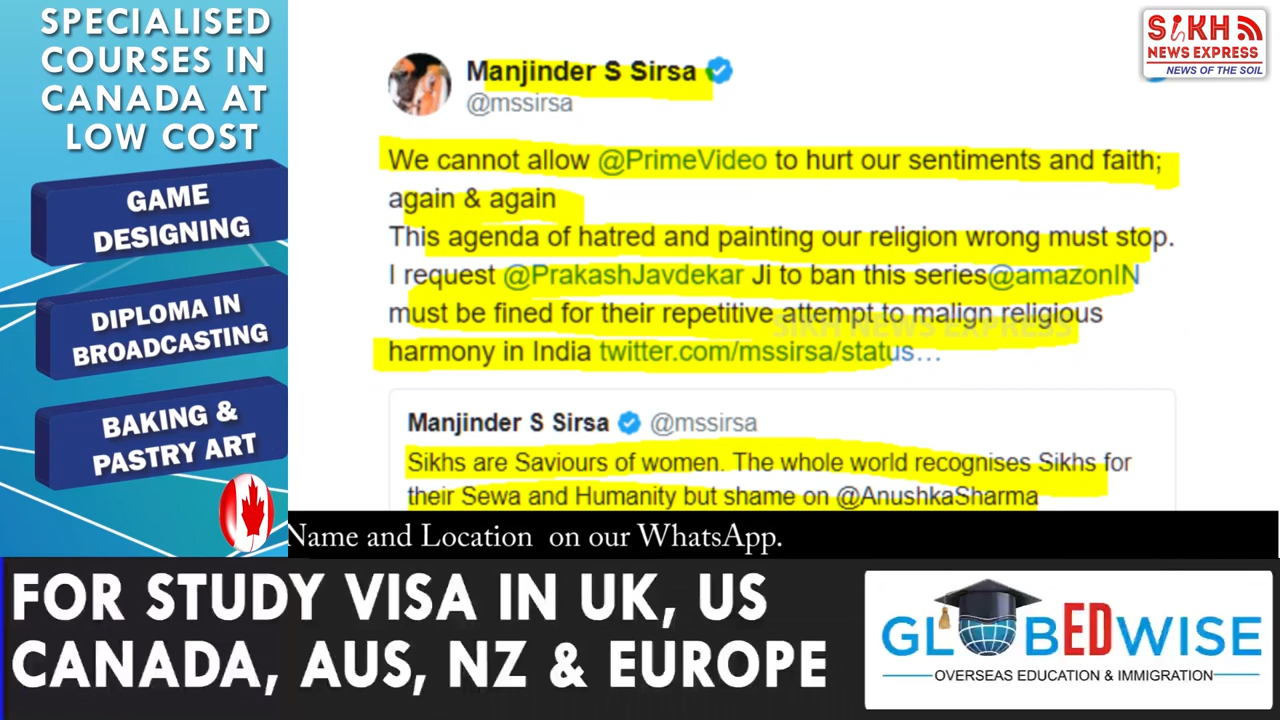 SPECIALISED
COURSES IN
CANADA AT
LOW COST
GAME
DESIGNING
DIPLOMA IN
BROADCASTING
BAKING &
PASTRY ART
SIKH
NEWS EXPRESS
NEWS OF THE SOIL
Manjinder S Sirsa
@mssirsa
We cannot allow @PrimeVideo to hurt our sentiments and faith;
again & again
This agenda of hatred and painting our religion wrong must stop.
I request @PrakashJavdekar Ji to ban this series@amazonIN
must be fined for their repetitive attempt to malign religious
SIKH NEWS EXPRESS
harmony in India twitter.com/mssirsa/status…
Manjinder S Sirsa @mssirsa
Sikhs are Saviours of women. The whole world recognises Sikhs for
their Sewa and Humanity but shame on @AnushkaSharma
Name and Location on our WhatsApp.
FOR STUDY VISA IN UK, US
CANADA, AUS, NZ & EUROPE
GLOBEDWISE
OVERSEAS EDUCATION & IMMIGRATION